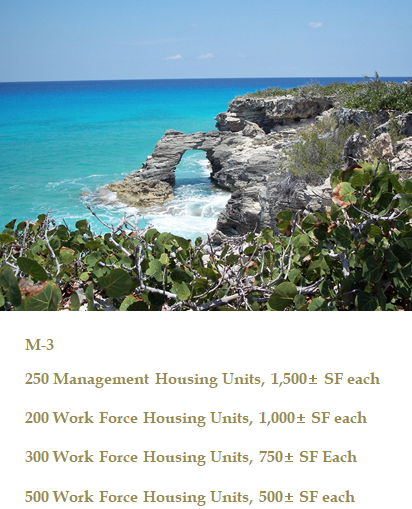 M-3
250 Management Housing Units, 1,500± SF each
200 Work Force Housing Units, 1,000± SF each
300 Work Force Housing Units, 750± SF Each
500 Work Force Housing Units, 500± SF each